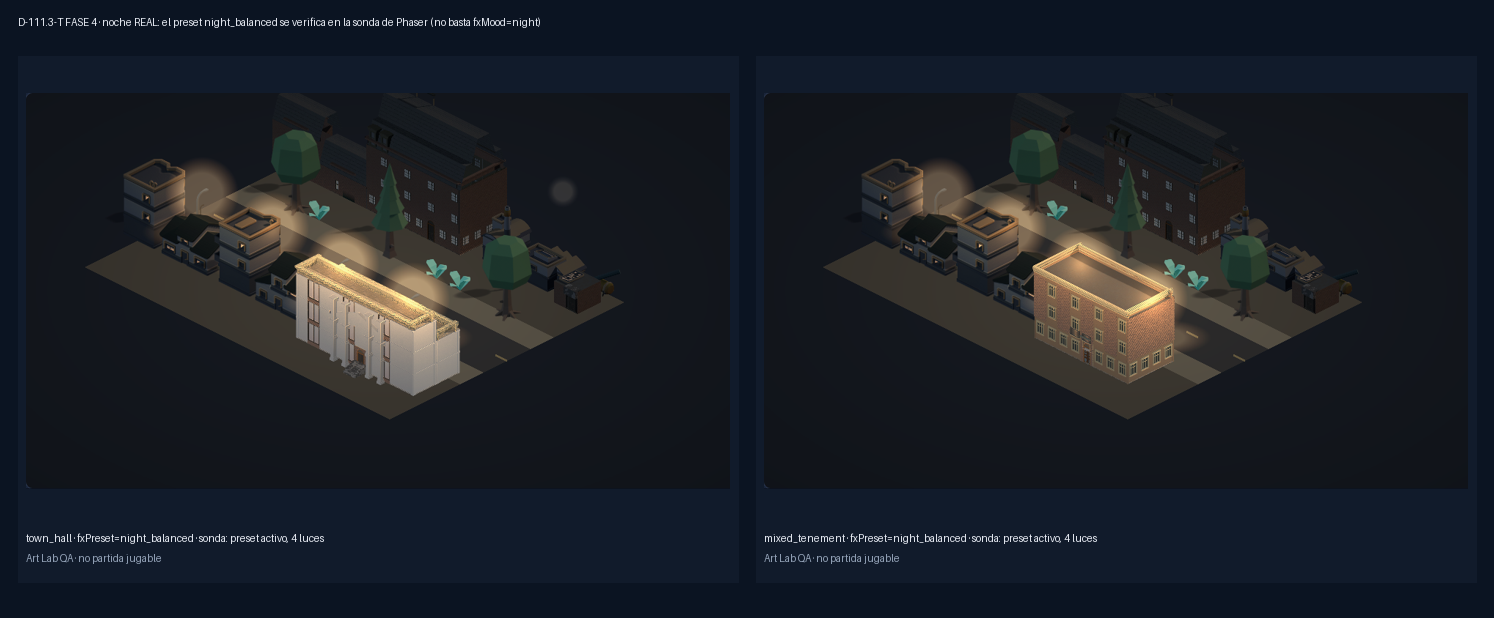 D-111.3-T FASE 4 · noche REAL: el preset night_balanced se verifica en la sonda de Phaser (no basta fxMood=night)
town_hall · fxPreset=night_balanced · sonda: preset activo, 4 luces
Art Lab QA · no partida jugable
mixed_tenement · fxPreset=night_balanced · sonda: preset activo, 4 luces
Art Lab QA · no partida jugable